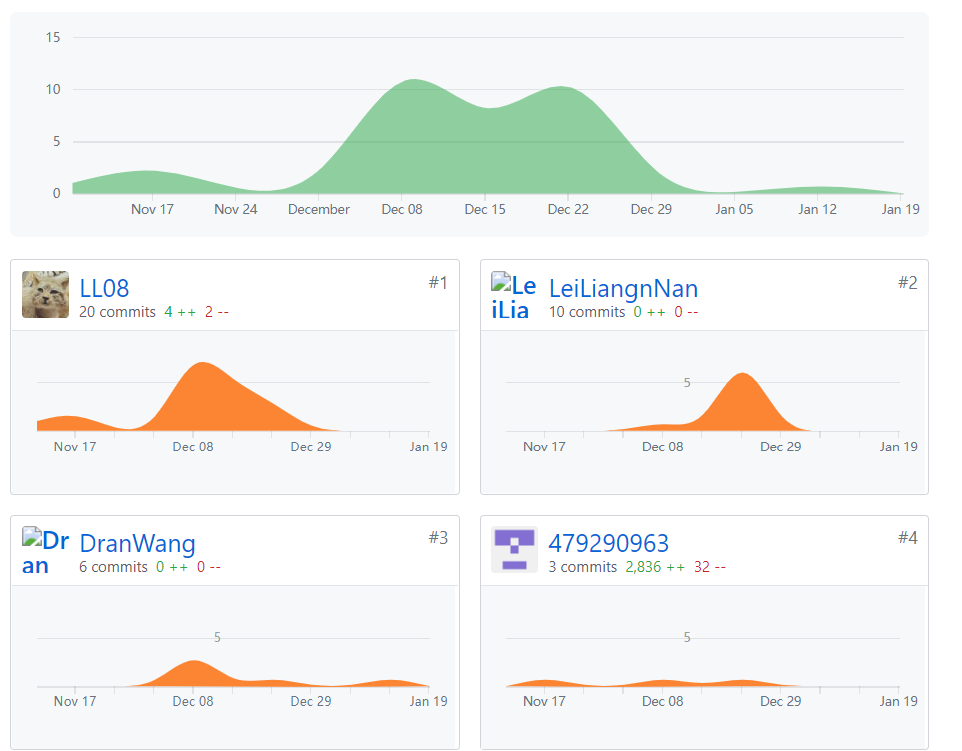 15
10
5
0
Nov 17 Nov 24 December Dec 08 Dec 15 Dec 22 Dec 29 Jan 05 Jan 12 Jan 19
LL08 #1
20 commits 4 ++ 2 --
Nov 17 Dec 08 Dec 29 Jan 19
Le LeiLiangnNan #2
iLia 10 commits 0 ++ 0 --
5
Nov 17 Dec 08 Dec 29 Jan 19
Dr DranWang #3
an 6 commits 0 ++ 0 --
5
Nov 17 Dec 08 Dec 29 Jan 19
479290963 #4
3 commits 2,836 ++ 32 --
5
Nov 17 Dec 08 Dec 29 Jan 19